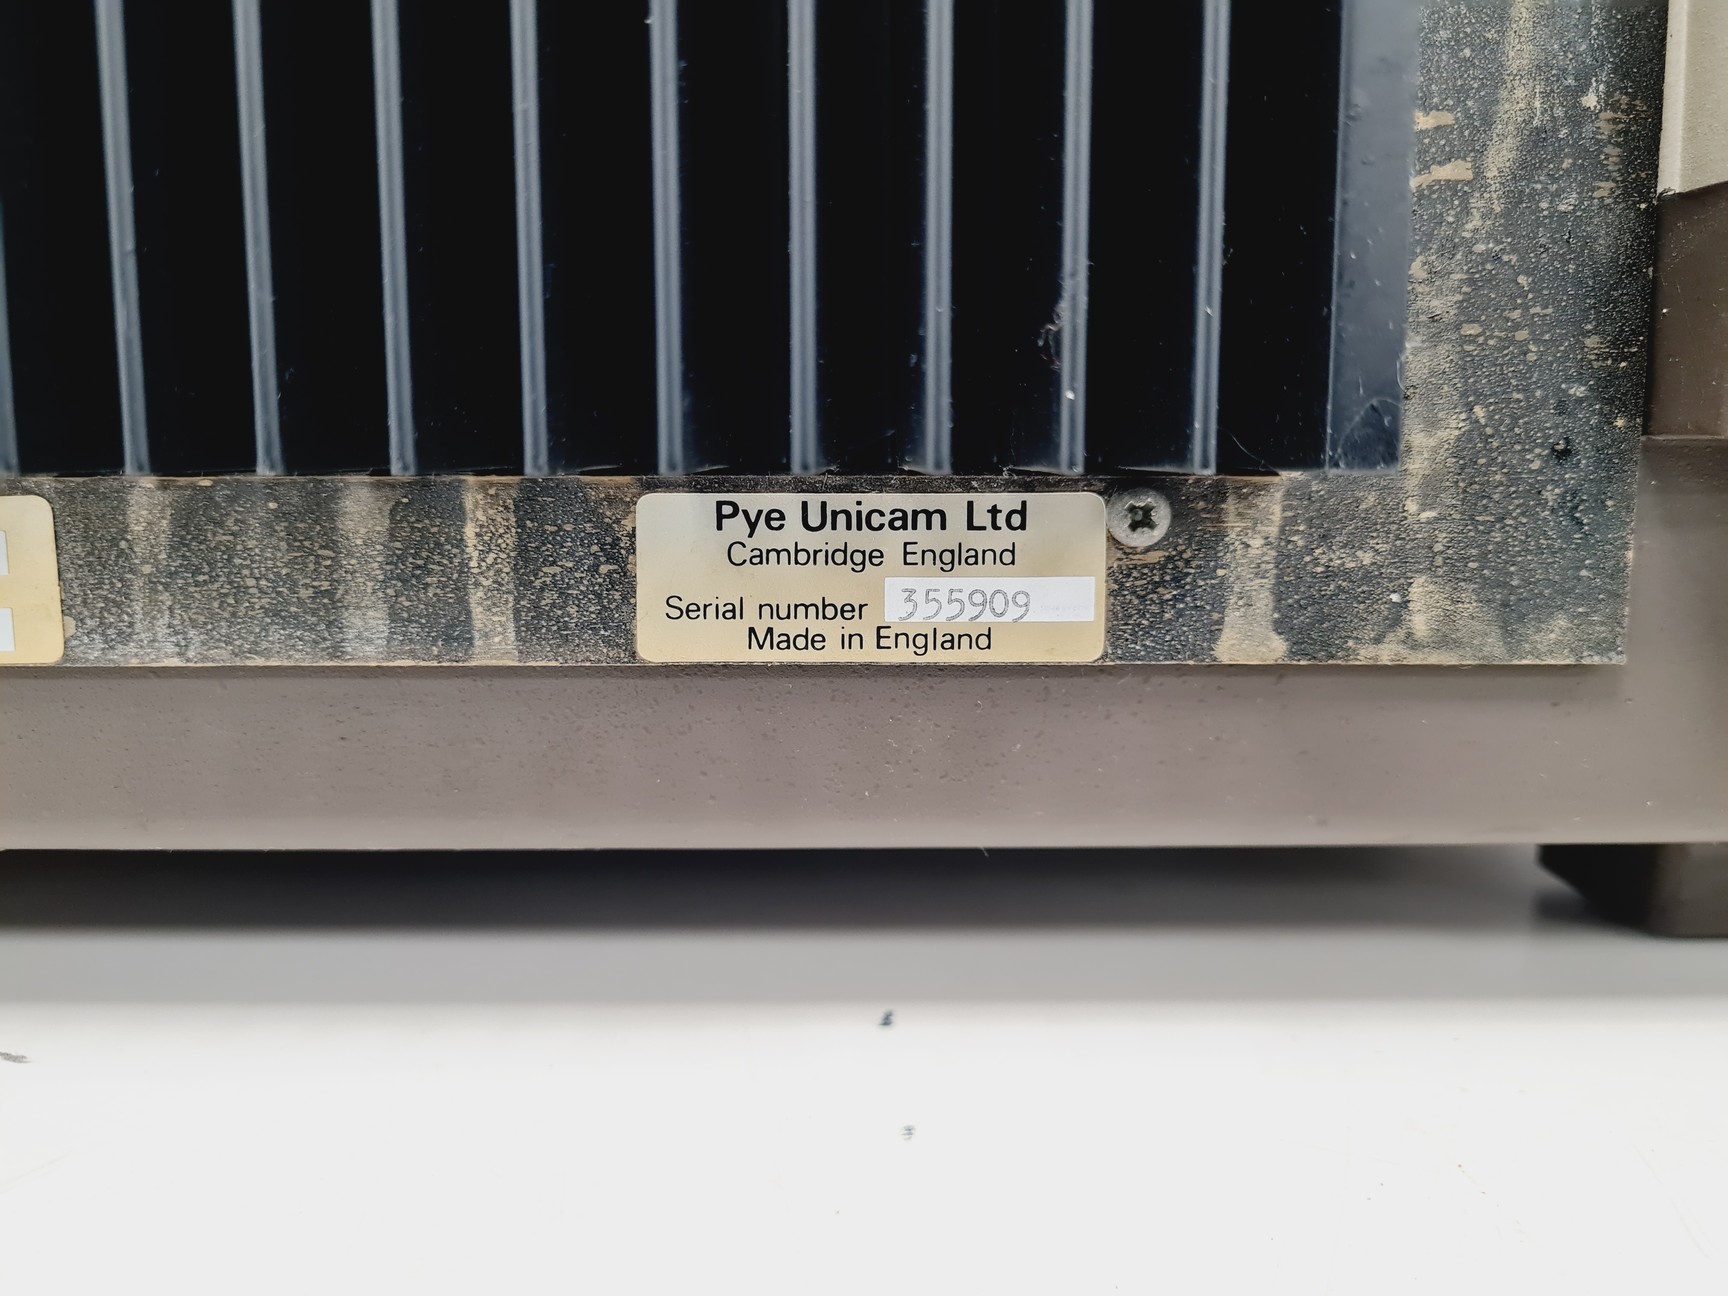 Pye Unicam Ltd
Cambridge England
Serial number 355909
Made in England